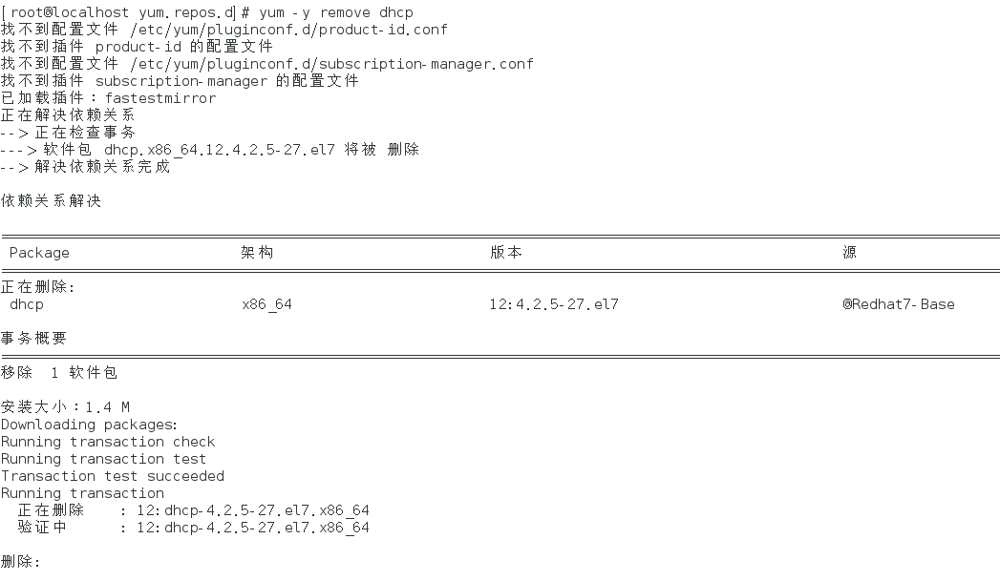 [root@localhost yum.repos.d]# yum -y remove dhcp
找不到配置文件 /etc/yum/pluginconf.d/product-id.conf
找不到插件 product-id 的配置文件
找不到配置文件 /etc/yum/pluginconf.d/subscription-manager.conf
找不到插件 subscription-manager 的配置文件
已加载插件：fastestmirror
正在解决依赖关系
--> 正在检查事务
---> 软件包 dhcp.x86_64.12.4.2.5-27.el7 将被 删除
--> 解决依赖关系完成
依赖关系解决
Package 架构 版本 源
正在删除:
dhcp x86_64 12:4.2.5-27.el7 @Redhat7-Base
事务概要
移除 1 软件包
安装大小：1.4 M
Downloading packages:
Running transaction check
Running transaction test
Transaction test succeeded
Running transaction
正在删除 : 12:dhcp-4.2.5-27.el7.x86_64
验证中 : 12:dhcp-4.2.5-27.el7.x86_64
删除: